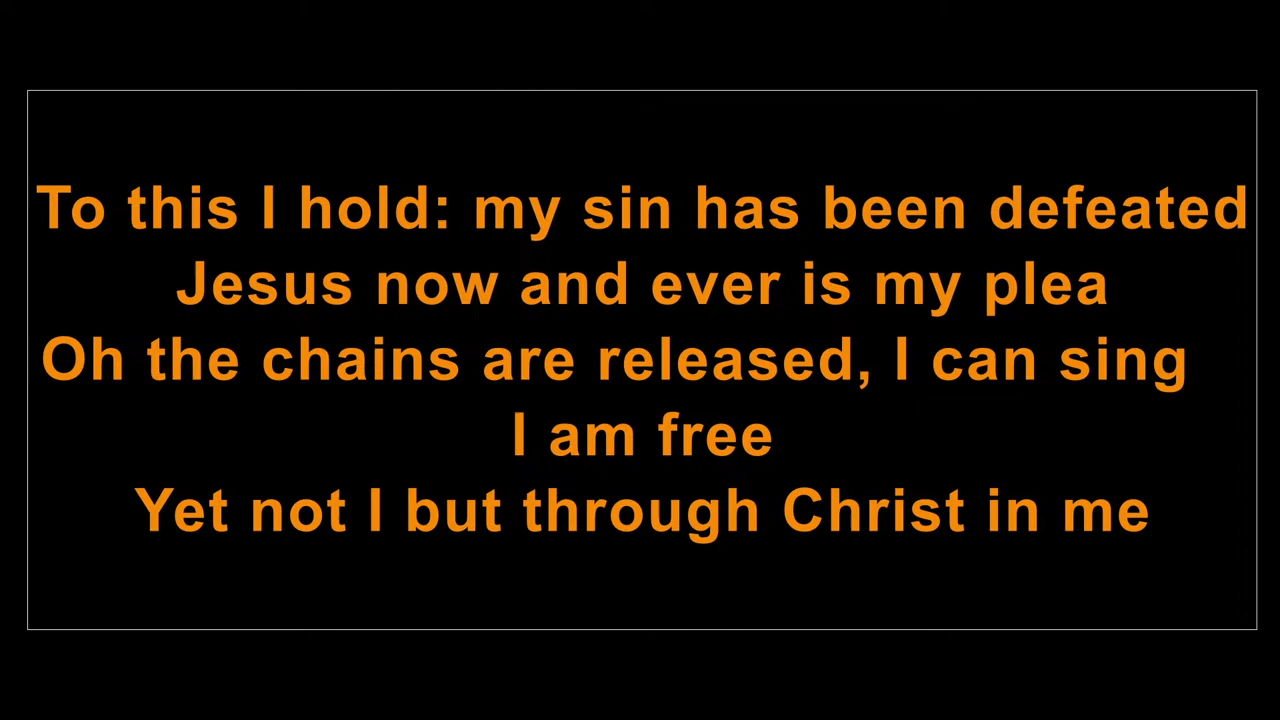 To this I hold: my sin has been defeated
Jesus now and ever is my plea
Oh the chains are released, I can sing
I am free
Yet not I but through Christ in me